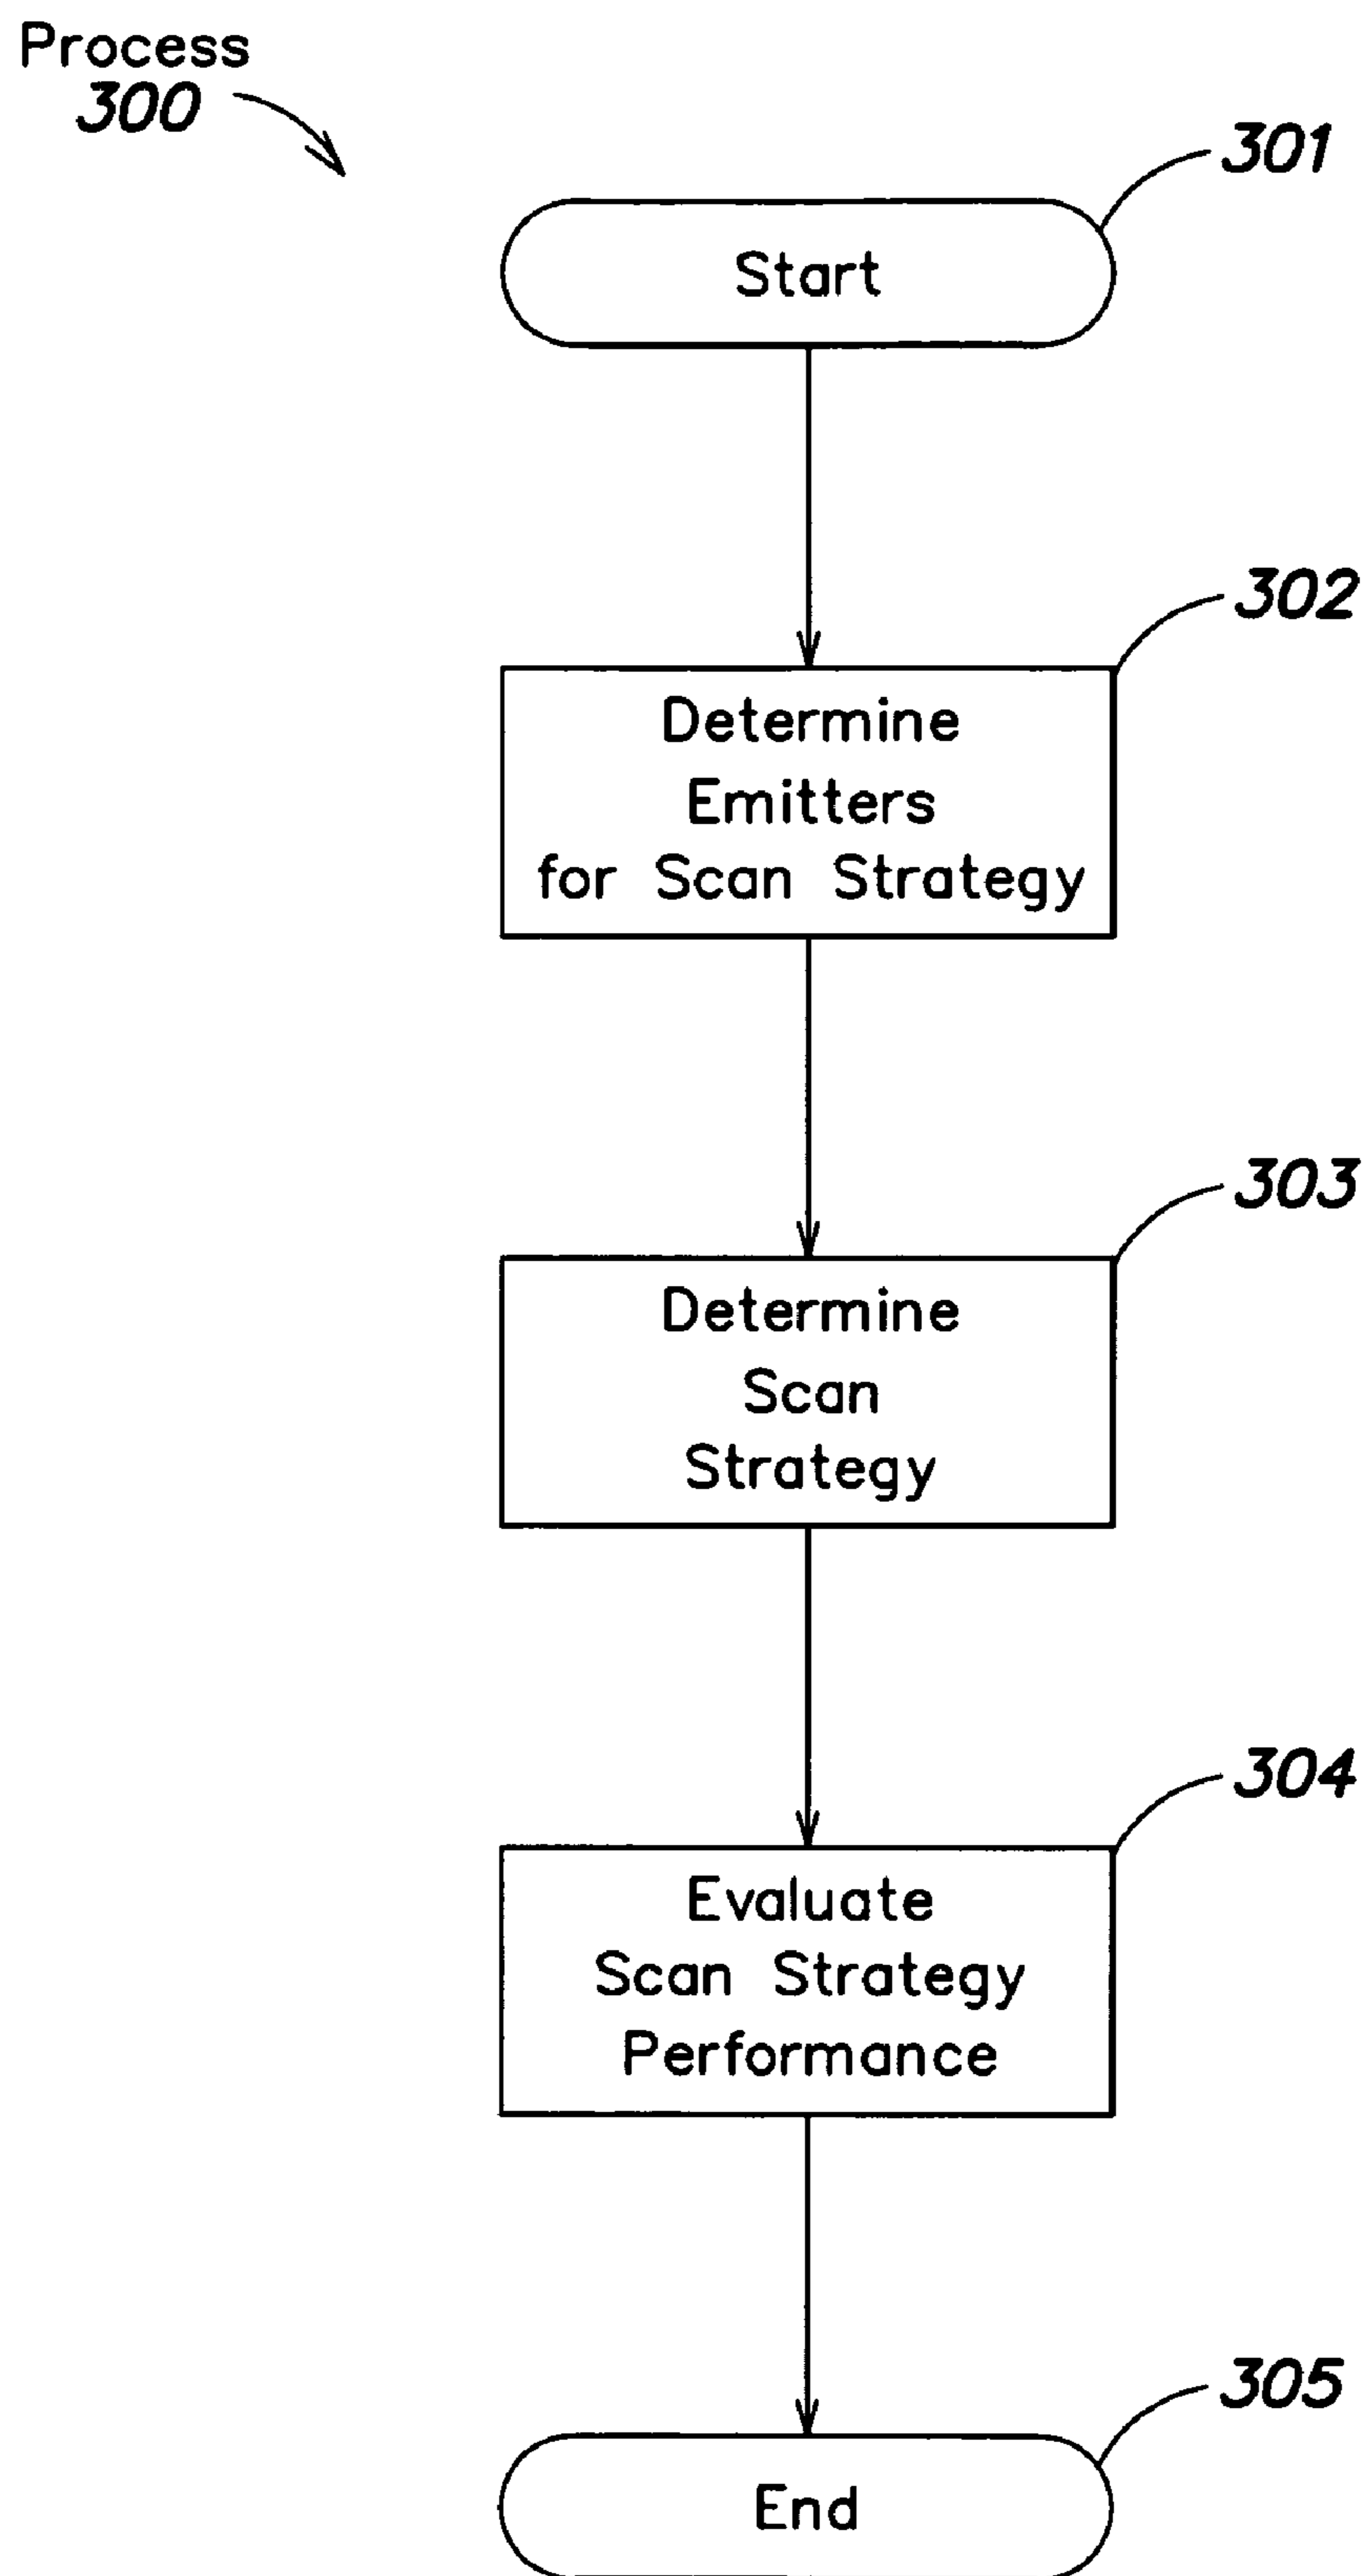 Process
300
301
Start
302
Determine
Emitters
for Scan Strategy
303
Determine
Scan
Strategy
304
Evaluate
Scan Strategy
Performance
305
End